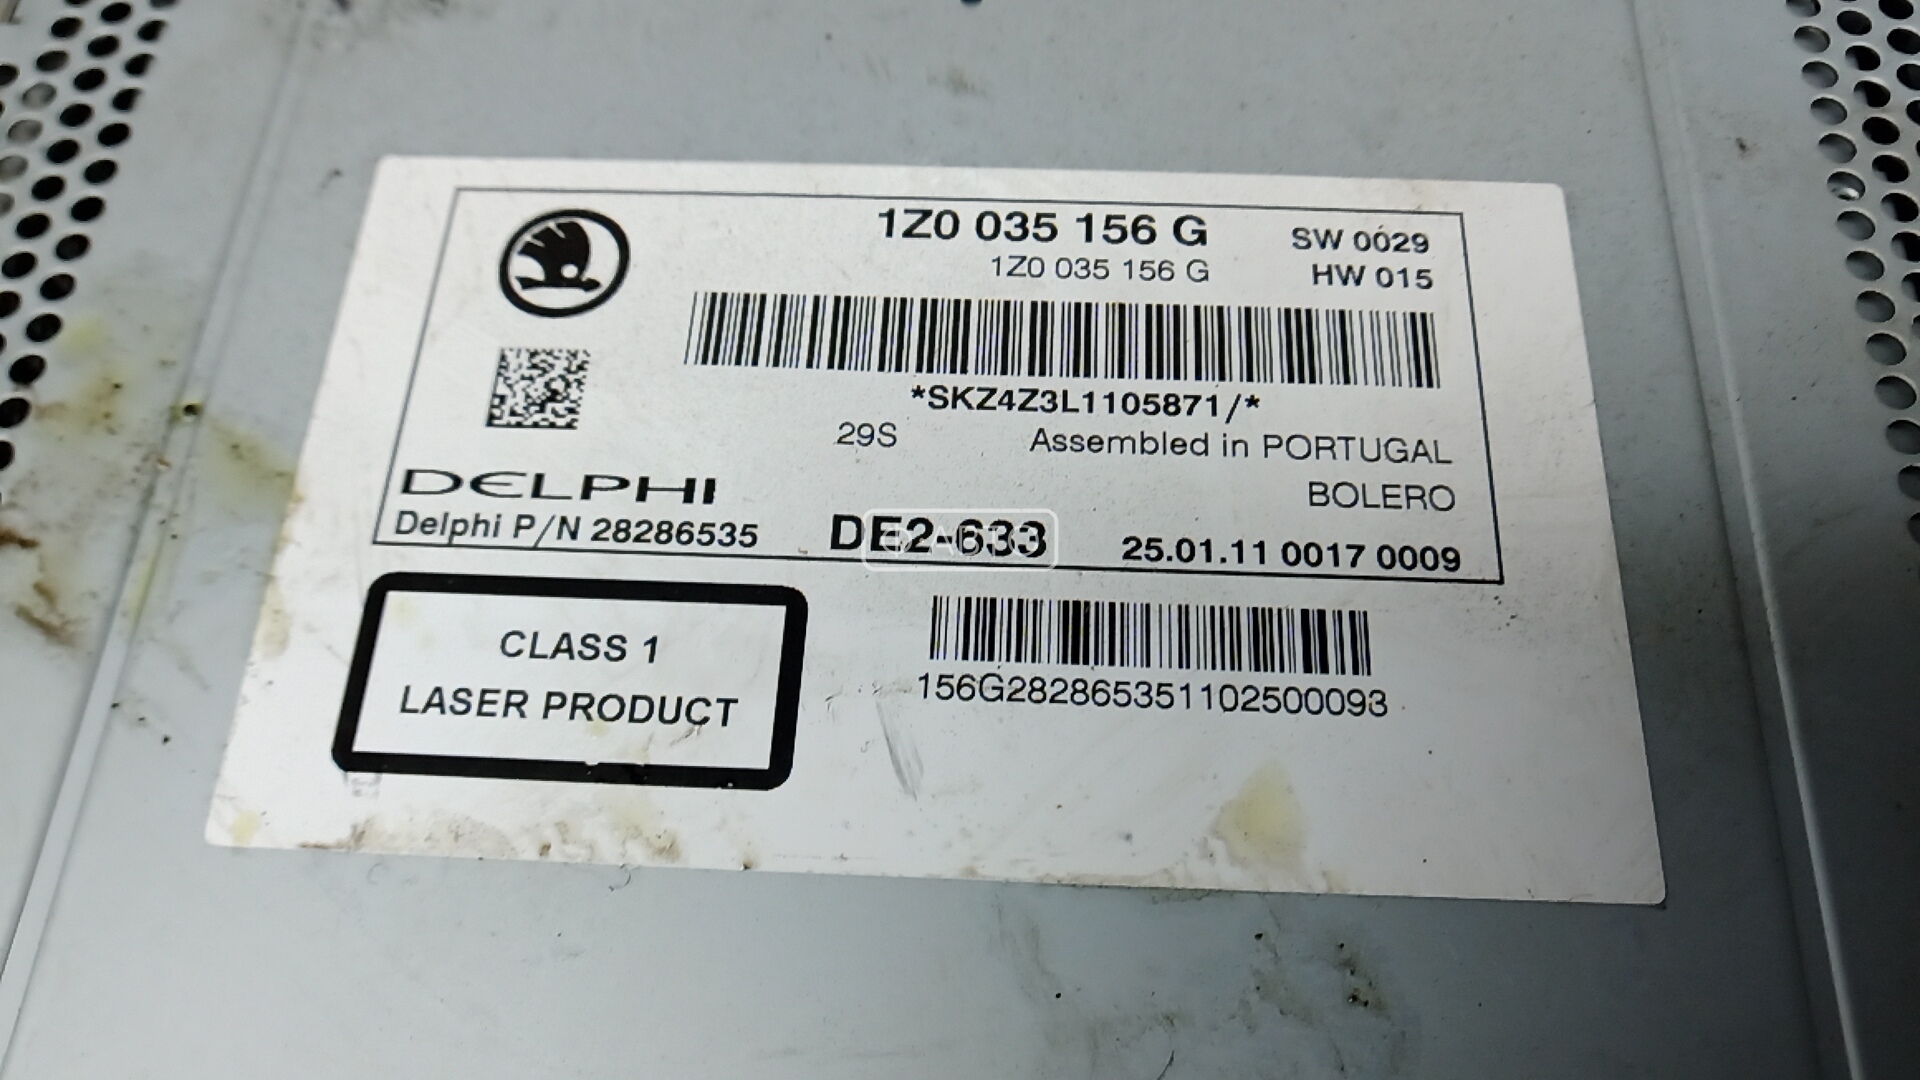 1Z0 035 156 G SW 0029
1Z0 035 156 G HW 015
*SKZ4Z3L1105871/*
29S Assembled in PORTUGAL
DELPHI BOLERO
Delphi P/N 28286535 DE2-633 25.01.11 0017 0009
CLASS 1
LASER PRODUCT
156G282865351102500093